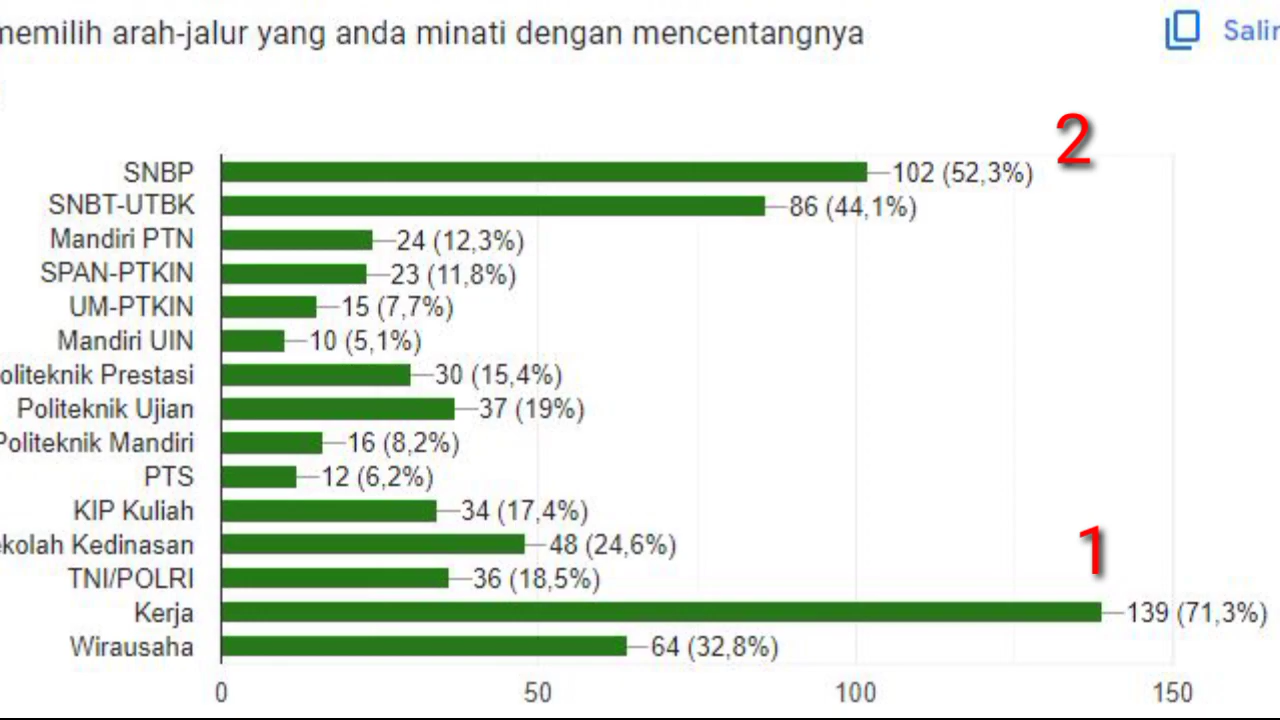 memilih arah-jalur yang anda minati dengan mencentangnya
Salin
2
SNBP 102 (52,3%)
SNBT-UTBK 86 (44,1%)
Mandiri PTN 24 (12,3%)
SPAN-PTKIN 23 (11,8%)
UM-PTKIN 15 (7,7%)
Mandiri UIN 10 (5,1%)
oliteknik Prestasi 30 (15,4%)
Politeknik Ujian 37 (19%)
Politeknik Mandiri 16 (8,2%)
PTS 12 (6,2%)
KIP Kuliah 34 (17,4%)
ekolah Kedinasan 48 (24,6%)
1
TNI/POLRI 36 (18,5%)
Kerja 139 (71,3%)
Wirausaha 64 (32,8%)
0 50 100 150